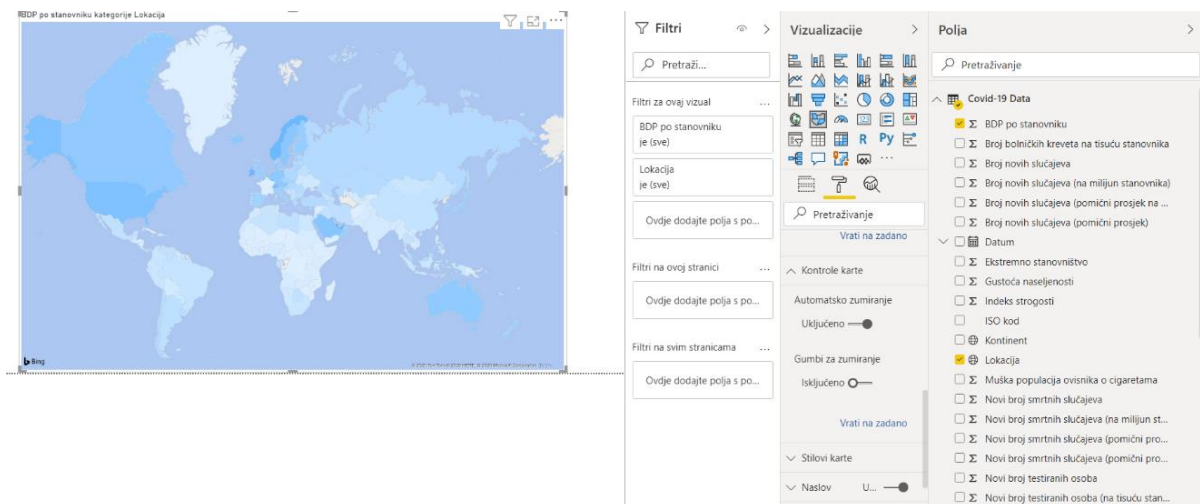 BDP po stanovniku kategorije Lokacija
Bing
Filtri
Pretraži...
Filtri za ovaj vizual ...
BDP po stanovniku
je (sve)
Lokacija
je (sve)
Ovdje dodajte polja s po...
Filtri na ovoj stranici ...
Ovdje dodajte polja s po...
Filtri na svim stranicama ...
Ovdje dodajte polja s po...
Vizualizacije
R Py
Pretraživanje
Vrati na zadano
Kontrole karte
Automatsko zumiranje
Uključeno
Gumbi za zumiranje
Isključeno
Vrati na zadano
Stilovi karte
Naslov U...
Polja
Pretraživanje
Covid-19 Data
Σ BDP po stanovniku
Σ Broj bolničkih kreveta na tisuću stanovnika
Σ Broj novih slučajeva
Σ Broj novih slučajeva (na milijun stanovnika)
Σ Broj novih slučajeva (pomični prosjek na ...
Σ Broj novih slučajeva (pomični prosjek)
Datum
Σ Ekstremno stanovništvo
Σ Gustoća naseljenosti
Σ Indeks strogosti
ISO kod
Kontinent
Lokacija
Σ Muška populacija ovisnika o cigaretama
Σ Novi broj smrtnih slučajeva
Σ Novi broj smrtnih slučajeva (na milijun st...
Σ Novi broj smrtnih slučajeva (pomični pro...
Σ Novi broj smrtnih slučajeva (pomični pro...
Σ Novi broj testiranih osoba
Σ Novi broj testiranih osoba (na tisuću stan...